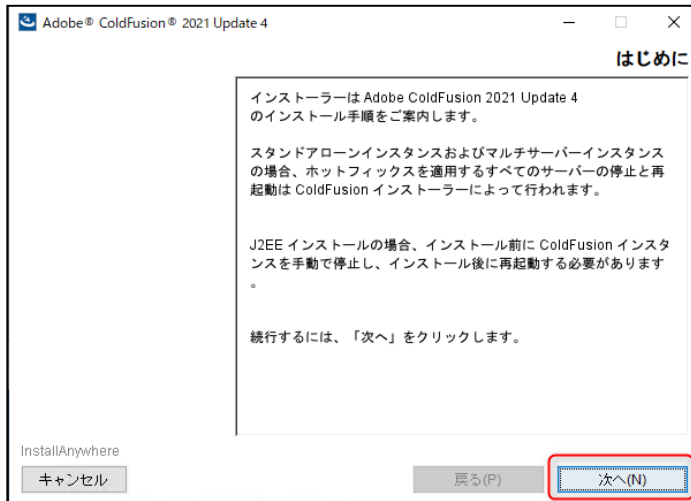 Adobe® ColdFusion® 2021 Update 4
はじめに
インストーラーは Adobe ColdFusion 2021 Update 4
のインストール手順をご案内します。
スタンドアローンインスタンスおよびマルチサーバーインスタンス
の場合、ホットフィックスを適用するすべてのサーバーの停止と再
起動は ColdFusion インストーラーによって行われます。
J2EE インストールの場合、インストール前に ColdFusion インスタ
ンスを手動で停止し、インストール後に再起動する必要があります
。
続行するには、「次へ」をクリックします。
InstallAnywhere
キャンセル
戻る(P)
次へ(N)